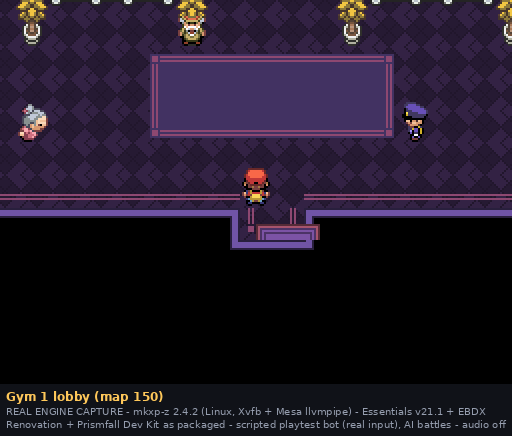 Gym 1 lobby (map 150)
REAL ENGINE CAPTURE - mkxp-z 2.4.2 (Linux, Xvfb + Mesa llvmpipe) - Essentials v21.1 + EBDX
Renovation + Prismfall Dev Kit as packaged - scripted playtest bot (real input), AI battles - audio off